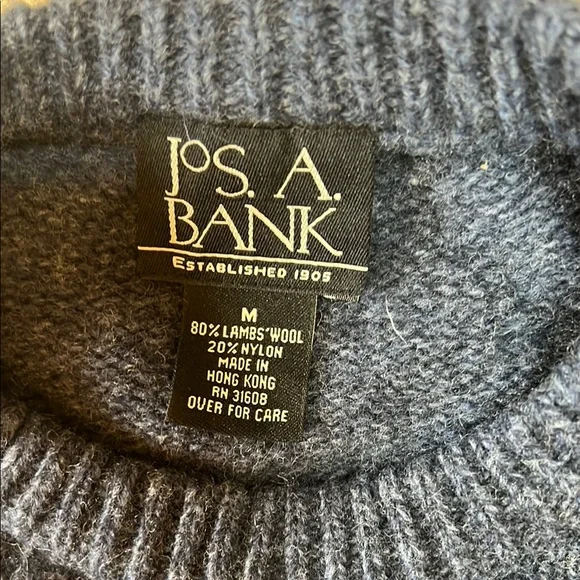 JoS. A.
BANK
ESTABLISHED 1905
M
80% LAMBS'WOOL
20% NYLON
MADE IN
HONG KONG
RN 31608
OVER FOR CARE